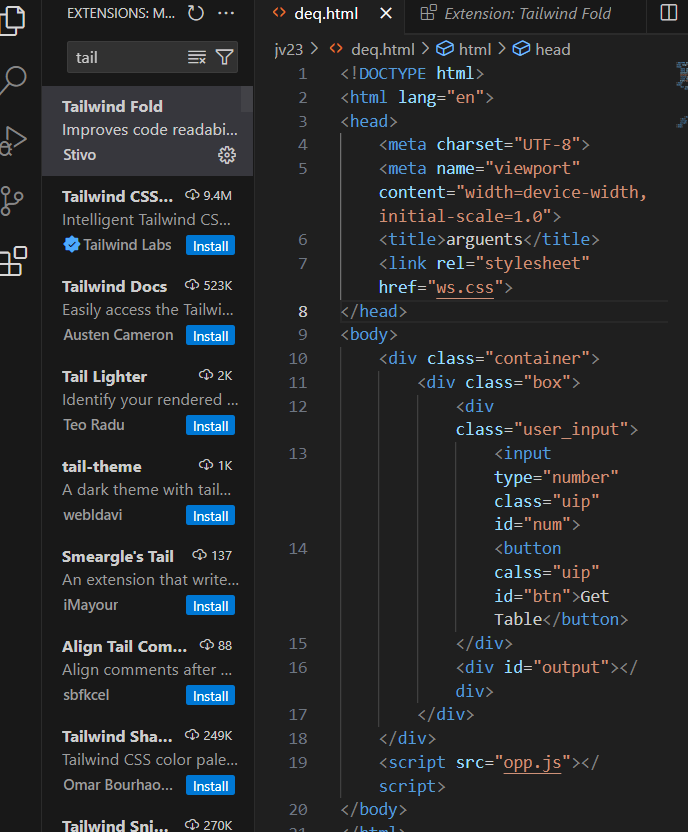 EXTENSIONS: M...
tail
Tailwind Fold
Improves code readabi...
Stivo
Tailwind CSS... 9.4M
Intelligent Tailwind CS...
Tailwind Labs Install
Tailwind Docs 523K
Easily access the Tailwi...
Austen Cameron Install
Tail Lighter 2K
Identify your rendered ...
Teo Radu Install
tail-theme 1K
A dark theme with tail...
webldavi Install
Smeargle's Tail 137
An extension that write...
iMayour Install
Align Tail Com... 88
Align comments after ...
sbfkcel Install
Tailwind Sha... 249K
Tailwind CSS color pale...
Omar Bourhao... Install
Tailwind Sni... 270K
deq.html Extension: Tailwind Fold
jv23 > deq.html > html > head
1 <!DOCTYPE html>
2 <html lang="en">
3 <head>
4 <meta charset="UTF-8">
5 <meta name="viewport"
content="width=device-width,
initial-scale=1.0">
6 <title>arguents</title>
7 <link rel="stylesheet"
href="ws.css">
8 </head>
9 <body>
10 <div class="container">
11 <div class="box">
12 <div
class="user_input">
13 <input
type="number"
class="uip"
id="num">
14 <button
calss="uip"
id="btn">Get
Table</button>
15 </div>
16 <div id="output"></
div>
17 </div>
18 </div>
19 <script src="opp.js"></
script>
20 </body>
21 </html>